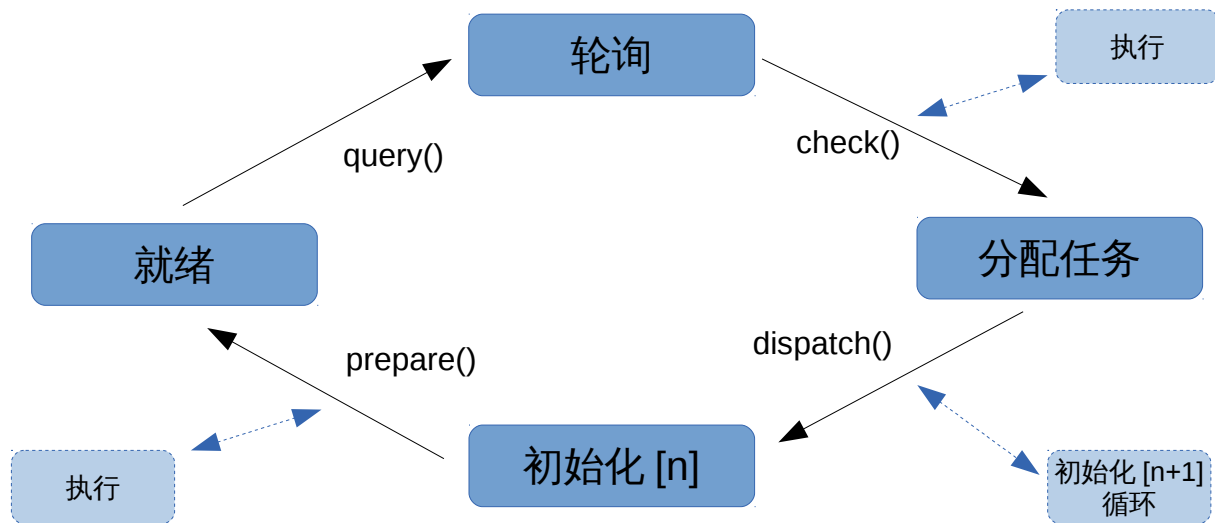 轮询
执行
check()
query()
就绪
分配任务
dispatch()
prepare()
初始化 [n]
执行
初始化 [n+1]
循环